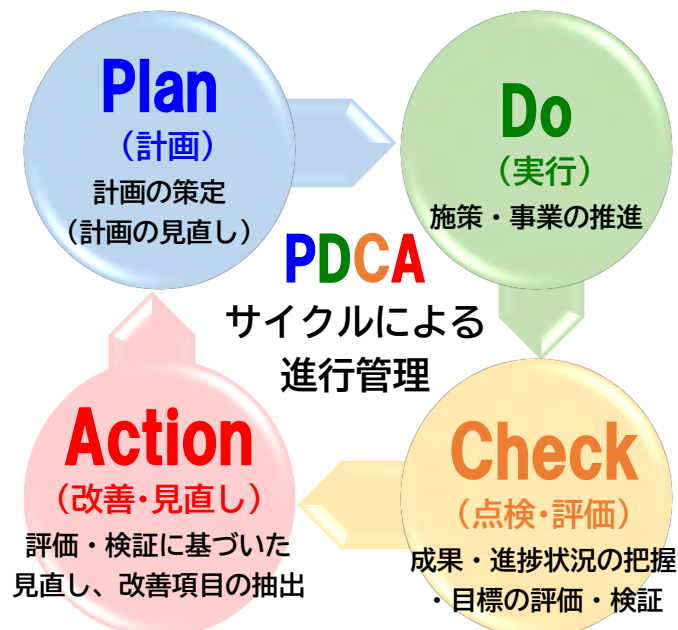 Plan
（計画）
計画の策定
（計画の見直し）
Do
（実行）
施策・事業の推進
PDCA
サイクルによる
進行管理
Check
（点検・評価）
成果・進捗状況の把握
・目標の評価・検証
Action
（改善・見直し）
評価・検証に基づいた
見直し、改善項目の抽出